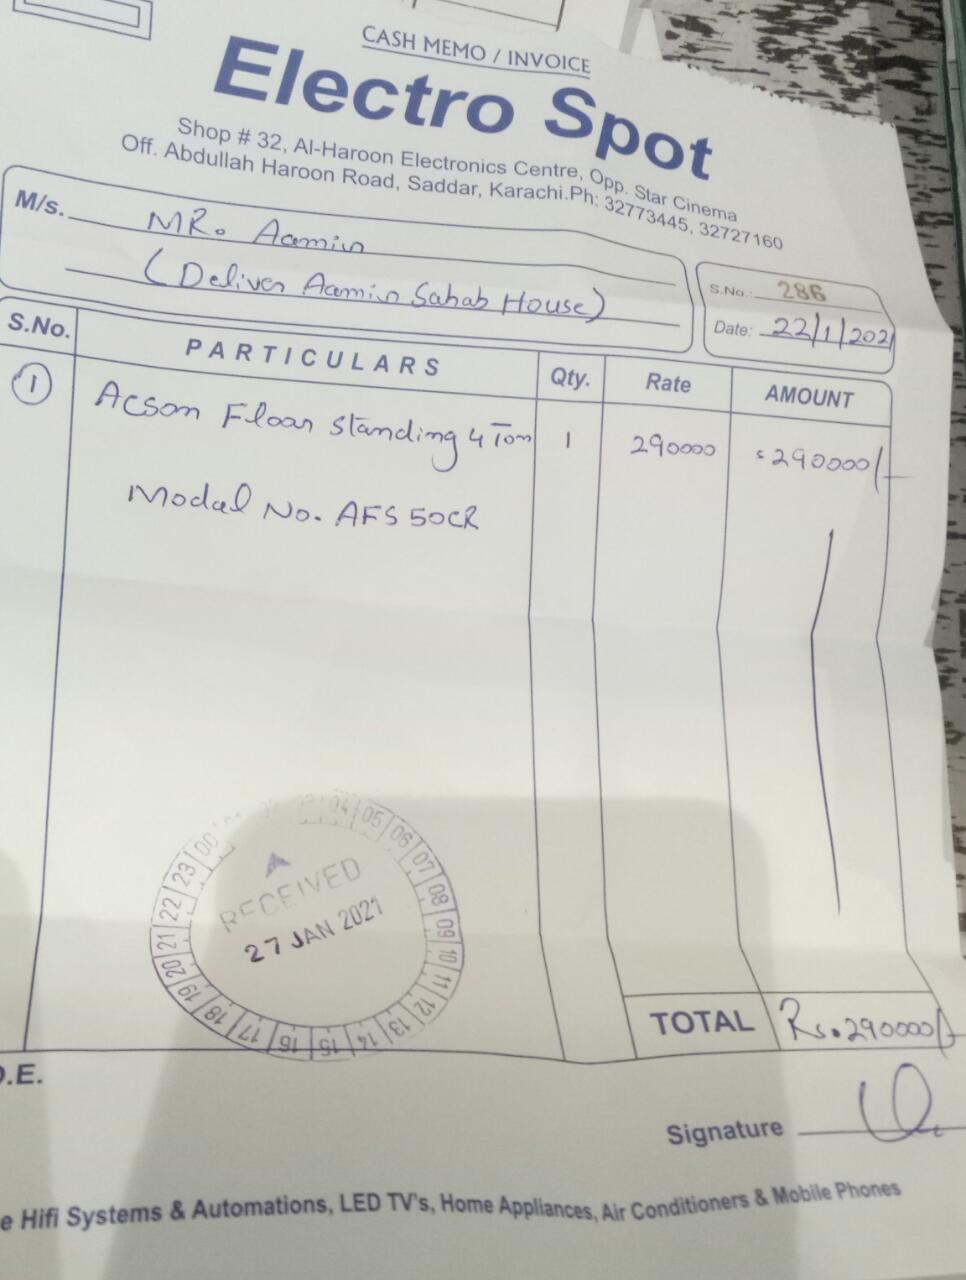 CASH MEMO / INVOICE
Electro Spot
Shop # 32, Al-Haroon Electronics Centre, Opp. Star Cinema
Off. Abdullah Haroon Road, Saddar, Karachi.Ph: 32773445, 32727160
M/s. MR. Aamir
(Deliver Aamir Sahab House)
S.No.: 286
Date: 22/1/2021
S.No. PARTICULARS Qty. Rate AMOUNT
1 Acson Floor Standing 4 Ton 1 290000 290000/-
Modal No. AFS 50CR
04 05 06 07 08 09 10 11 12 13 14 15 16 17 18 19 20 21 22 23 00
RECEIVED
27 JAN 2021
TOTAL Rs.290000/-
.E.
Signature
e Hifi Systems & Automations, LED TV's, Home Appliances, Air Conditioners & Mobile Phones